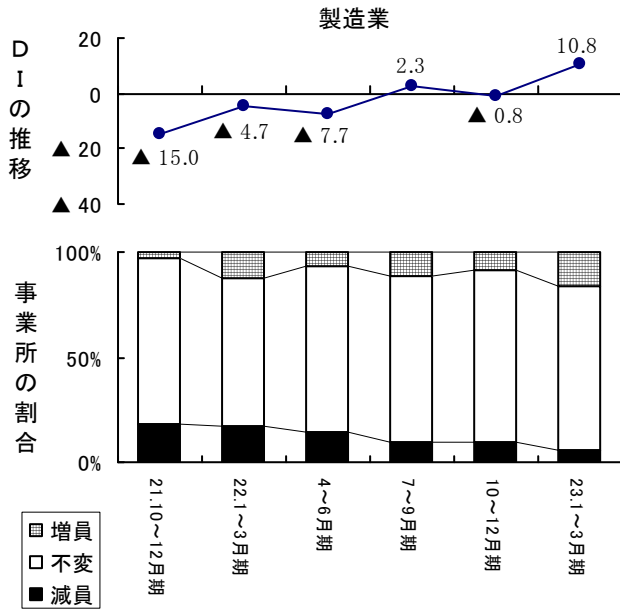 製造業
DIの推移
20
0
▲ 20
▲ 40
▲ 15.0
▲ 4.7
▲ 7.7
2.3
▲ 0.8
10.8
事業所の割合
100%
50%
0%
21.10～12月期
22.1～3月期
4～6月期
7～9月期
10～12月期
23.1～3月期
増員
不変
減員